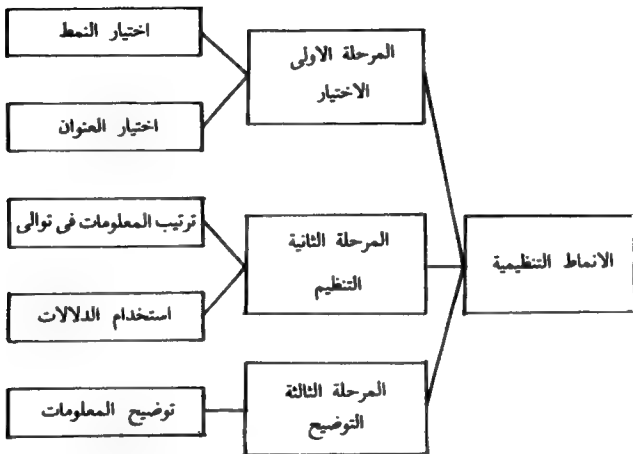 الانماط التنظيمية
المرحلة الاولى
الاختيار
اختيار النمط
اختيار العنوان
المرحلة الثانية
التنظيم
ترتيب المعلومات فى توالى
استخدام الدلالات
المرحلة الثالثة
التوضيح
توضيح المعلومات